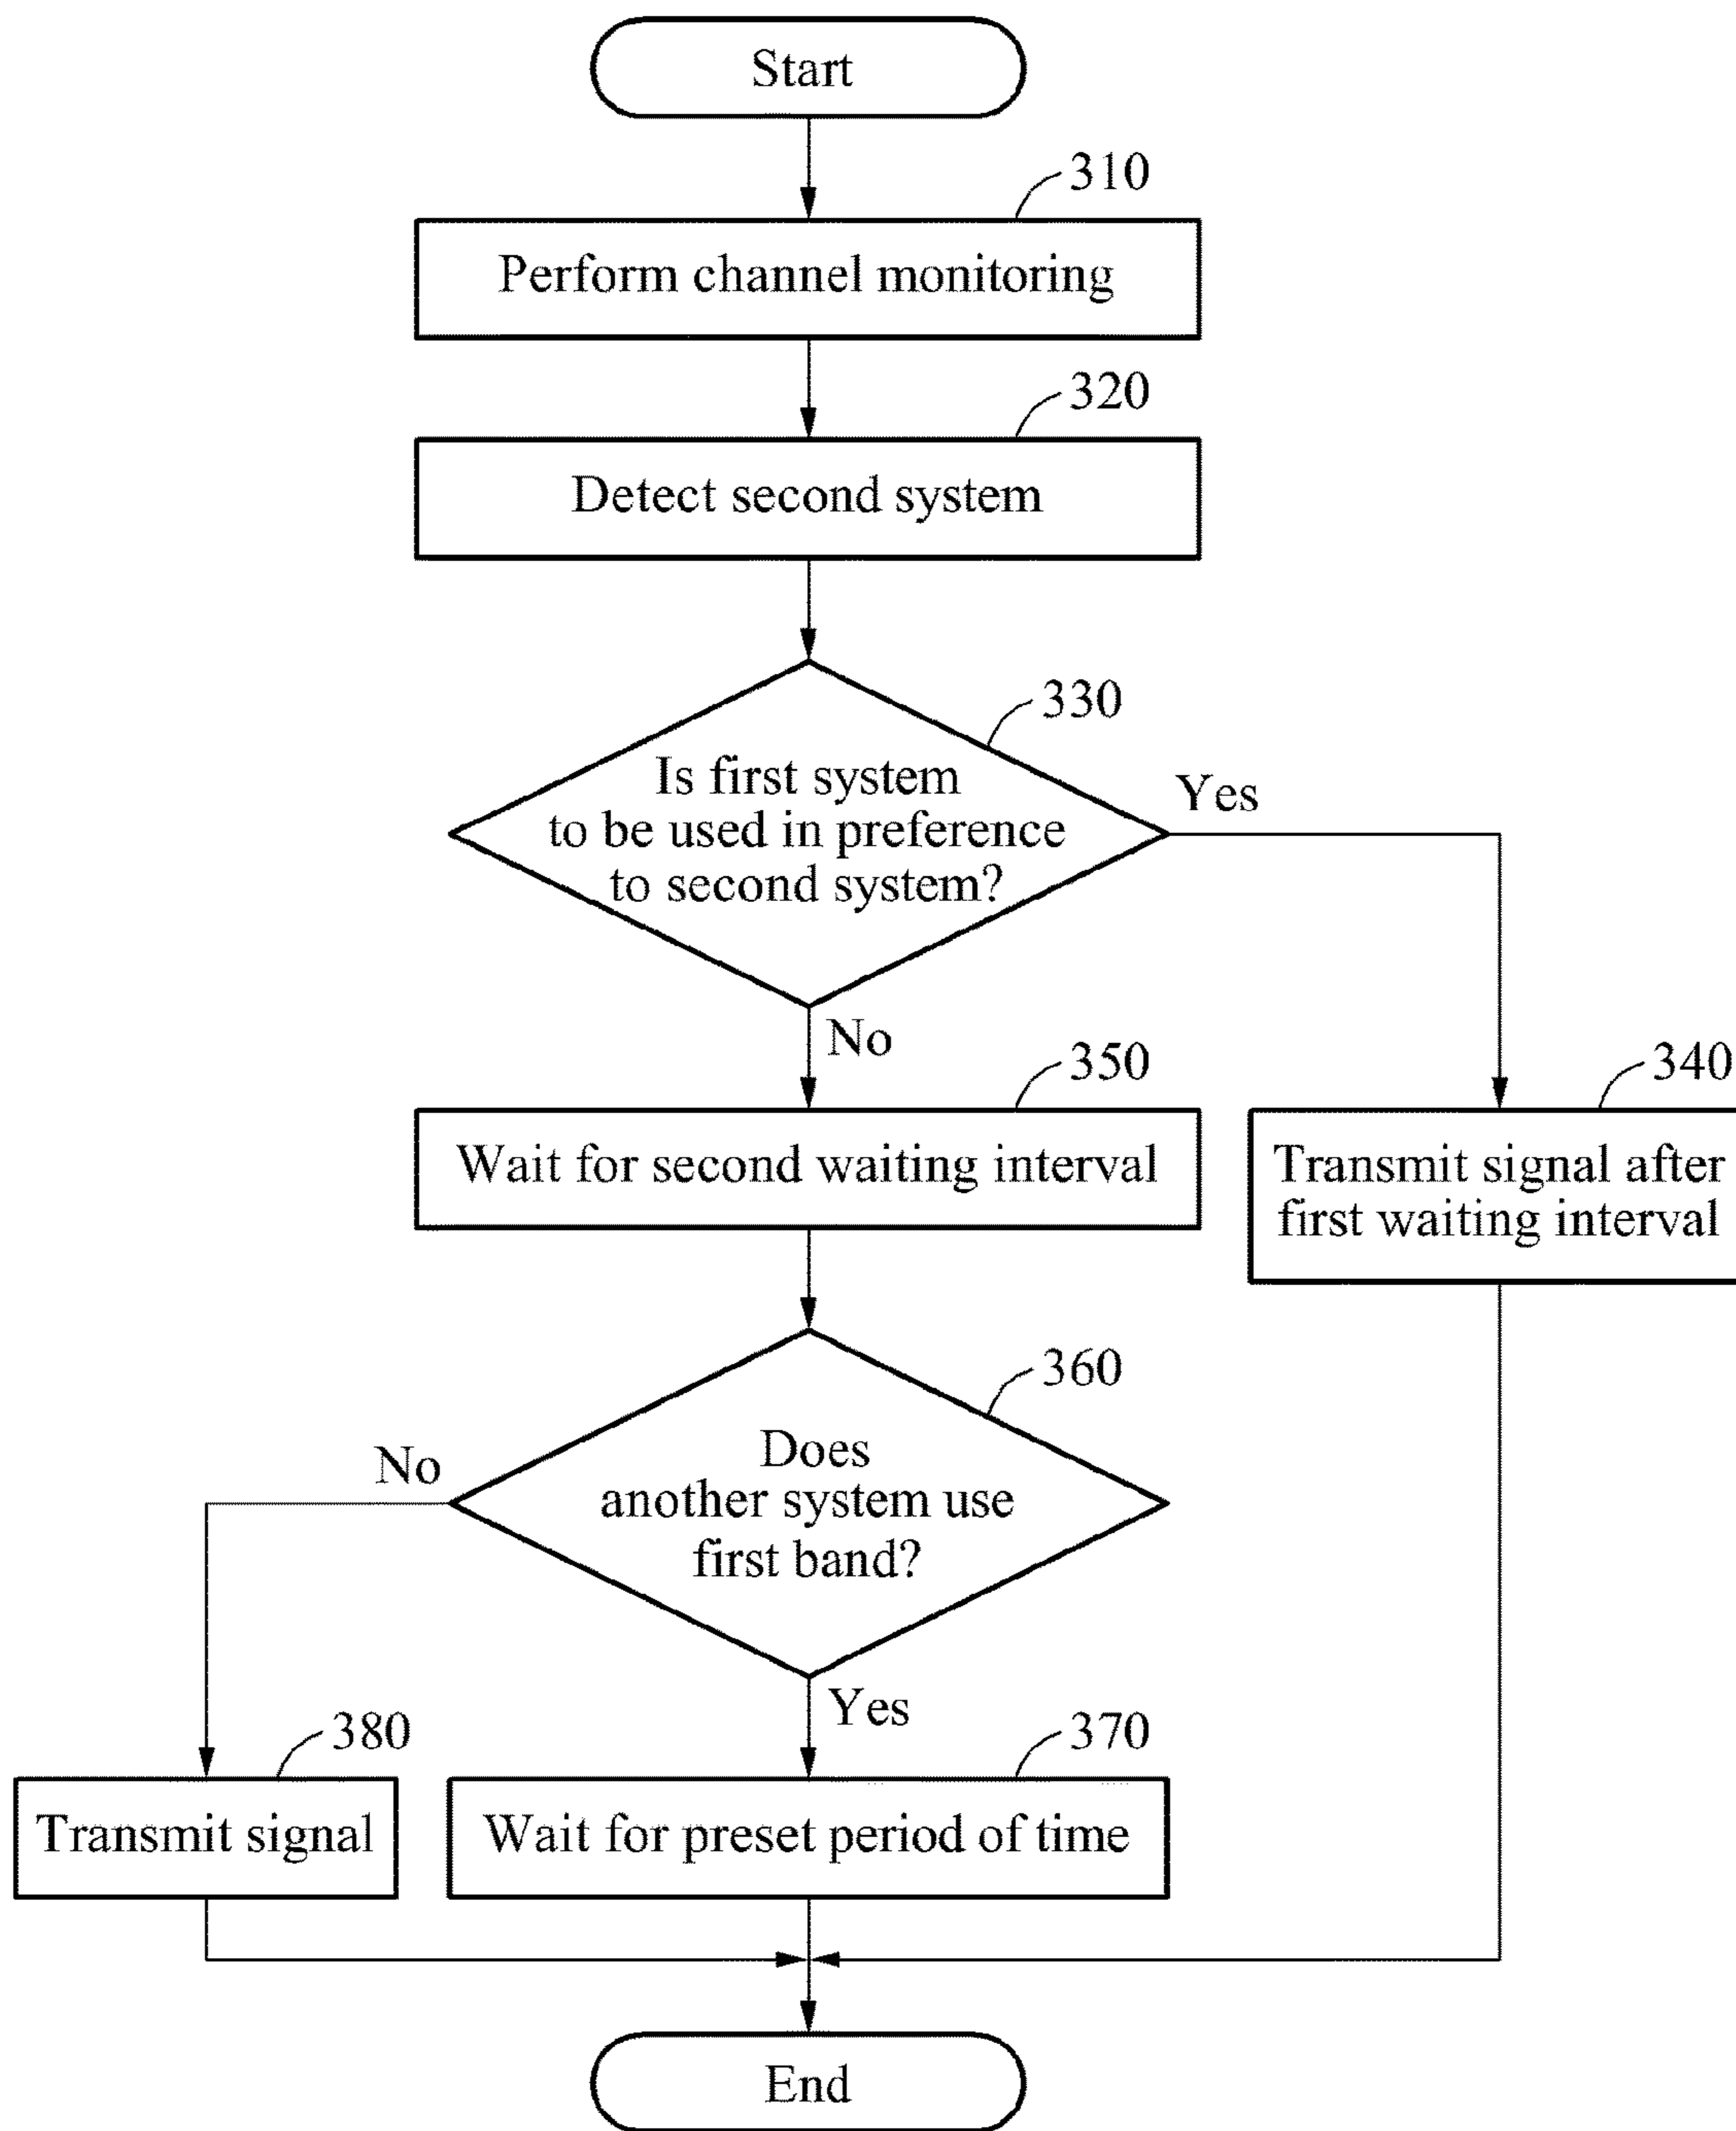 Start
310
Perform channel monitoring
320
Detect second system
330
Is first system
to be used in preference
to second system?
Yes
No
350
Wait for second waiting interval
340
Transmit signal after
first waiting interval
360
Does
another system use
first band?
No
Yes
380
Transmit signal
370
Wait for preset period of time
End